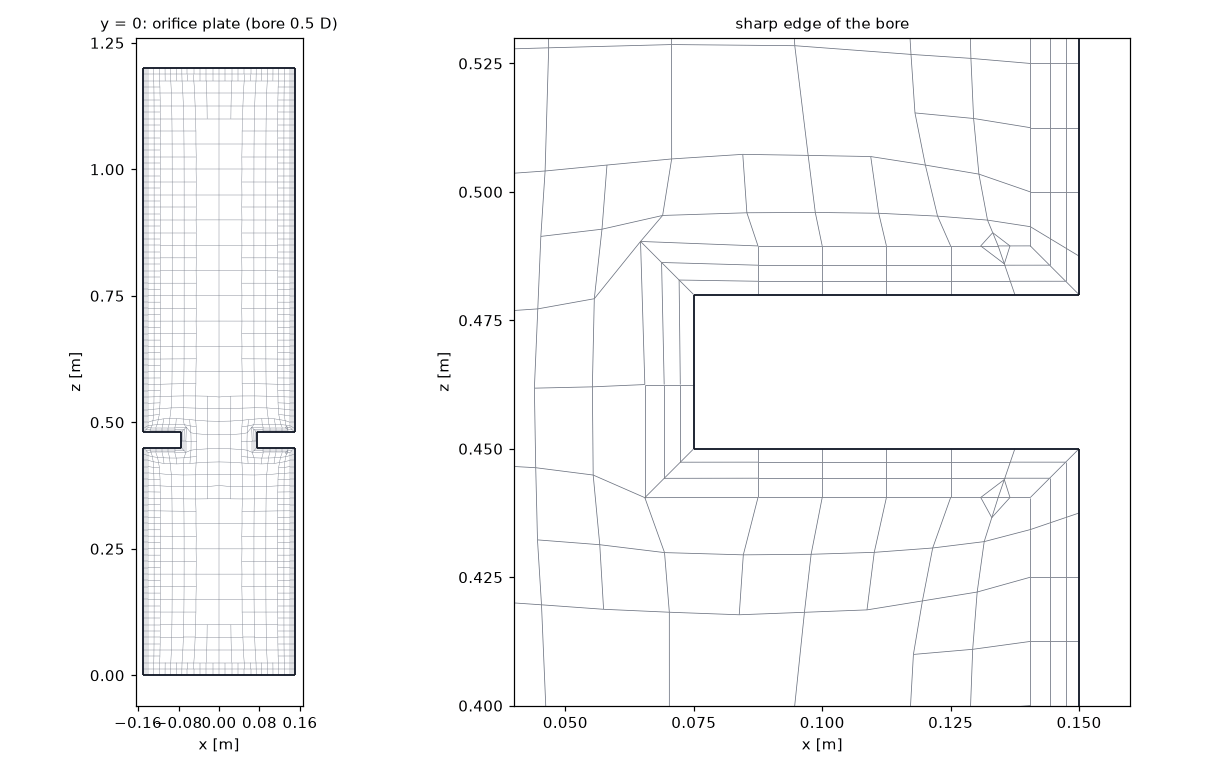 y = 0: orifice plate (bore 0.5 D)
sharp edge of the bore
1.25
1.00
0.75
0.50
0.25
0.00
z [m]
−0.16 −0.08 0.00 0.08 0.16
x [m]
0.525
0.500
0.475
0.450
0.425
0.400
z [m]
0.050 0.075 0.100 0.125 0.150
x [m]